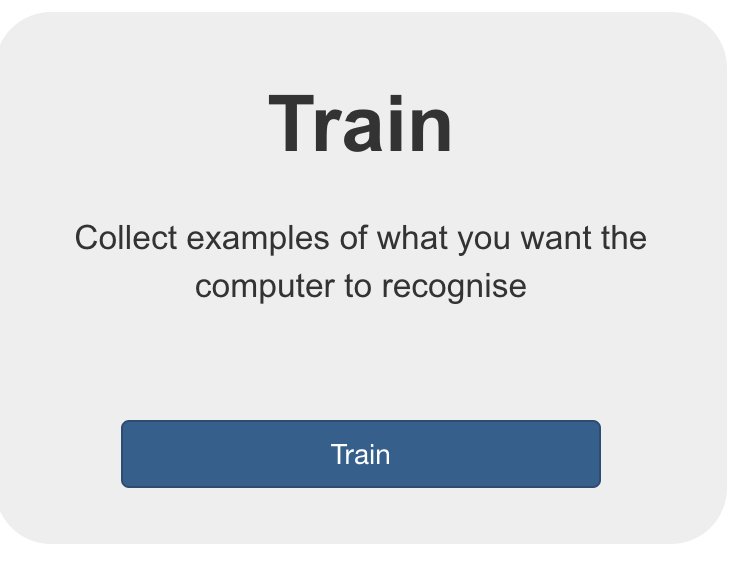 Train
Collect examples of what you want the
computer to recognise
Train